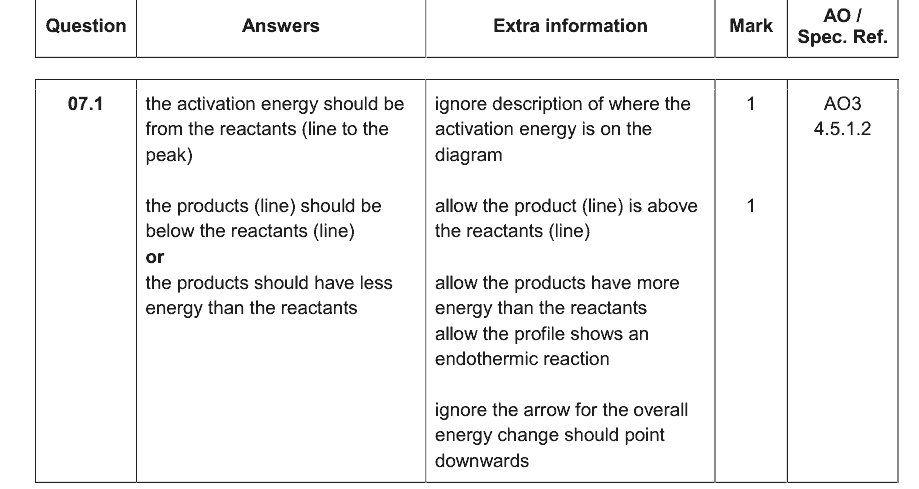 Question Answers Extra information Mark AO /
Spec. Ref.
07.1 the activation energy should be ignore description of where the 1 AO3
from the reactants (line to the activation energy is on the 4.5.1.2
peak) diagram
the products (line) should be allow the product (line) is above 1
below the reactants (line) the reactants (line)
or
the products should have less allow the products have more
energy than the reactants energy than the reactants
allow the profile shows an
endothermic reaction
ignore the arrow for the overall
energy change should point
downwards